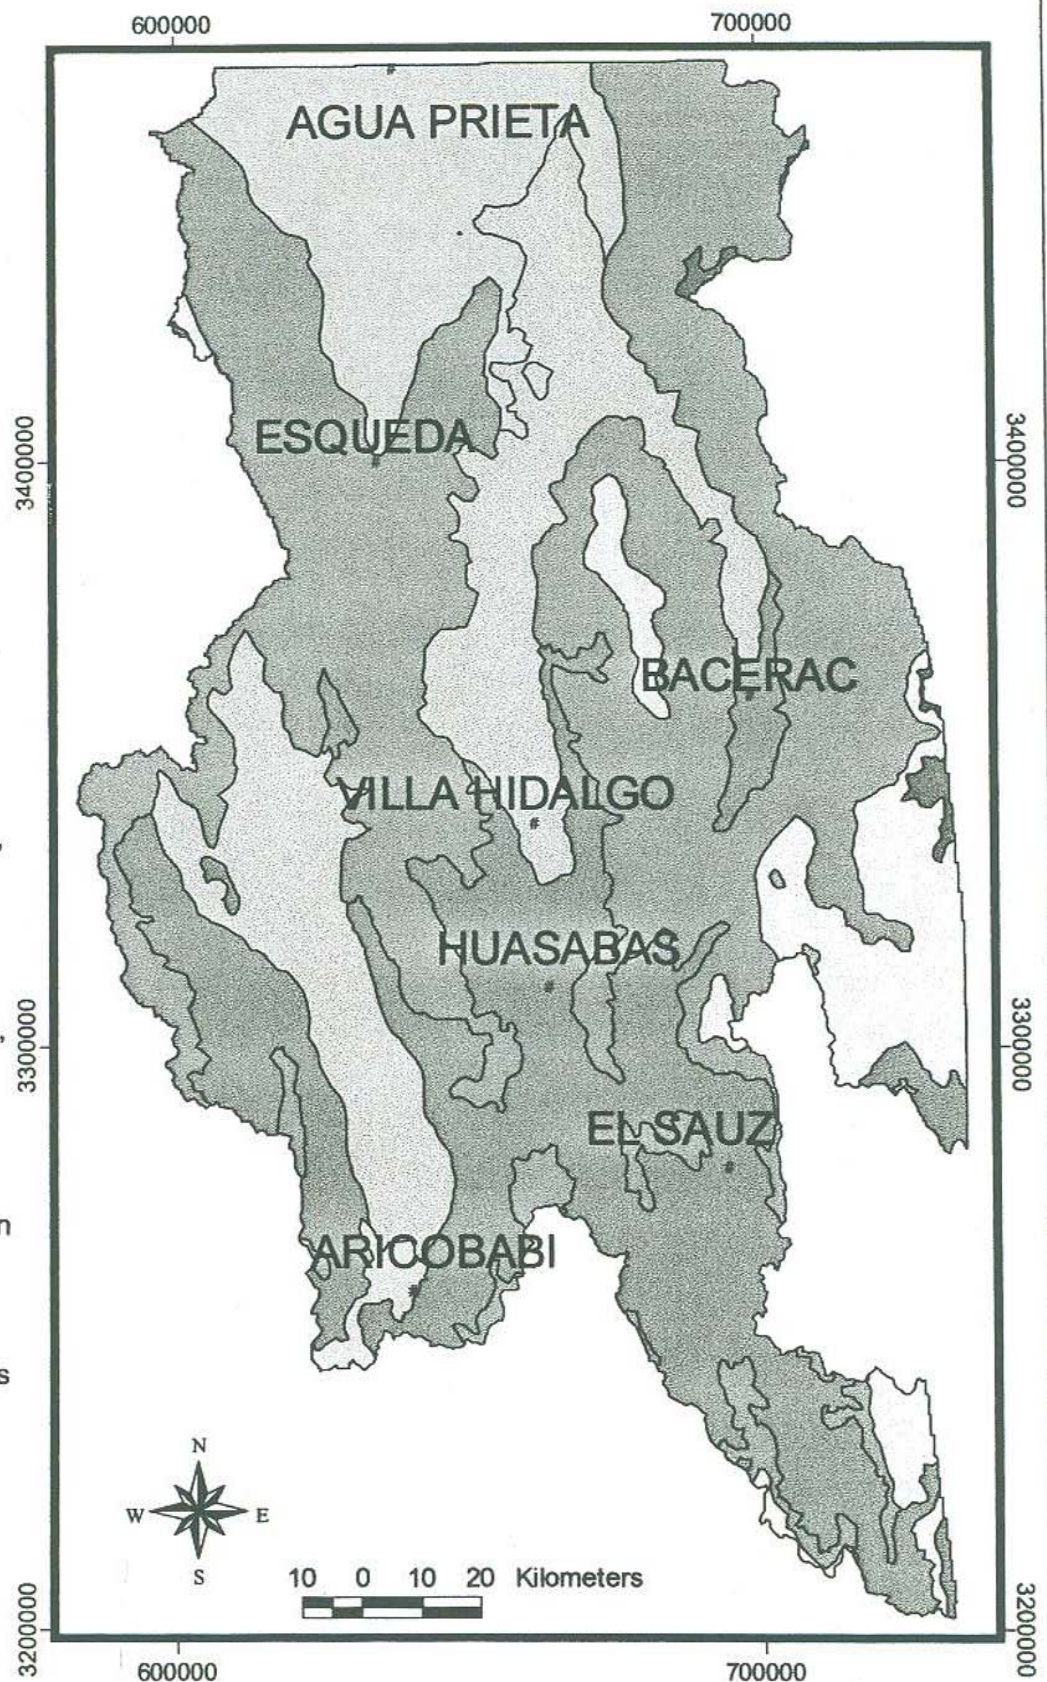 600000 700000
AGUA PRIETA
ESQUEDA
3400000 3400000
BACERAC
VILLA HIDALGO
,
HUASABAS
3300000 3300000
,
EL SAUZ
n
ARICOBABI
s
N
W E
S
10 0 10 20 Kilometers
3200000 3200000
600000 700000